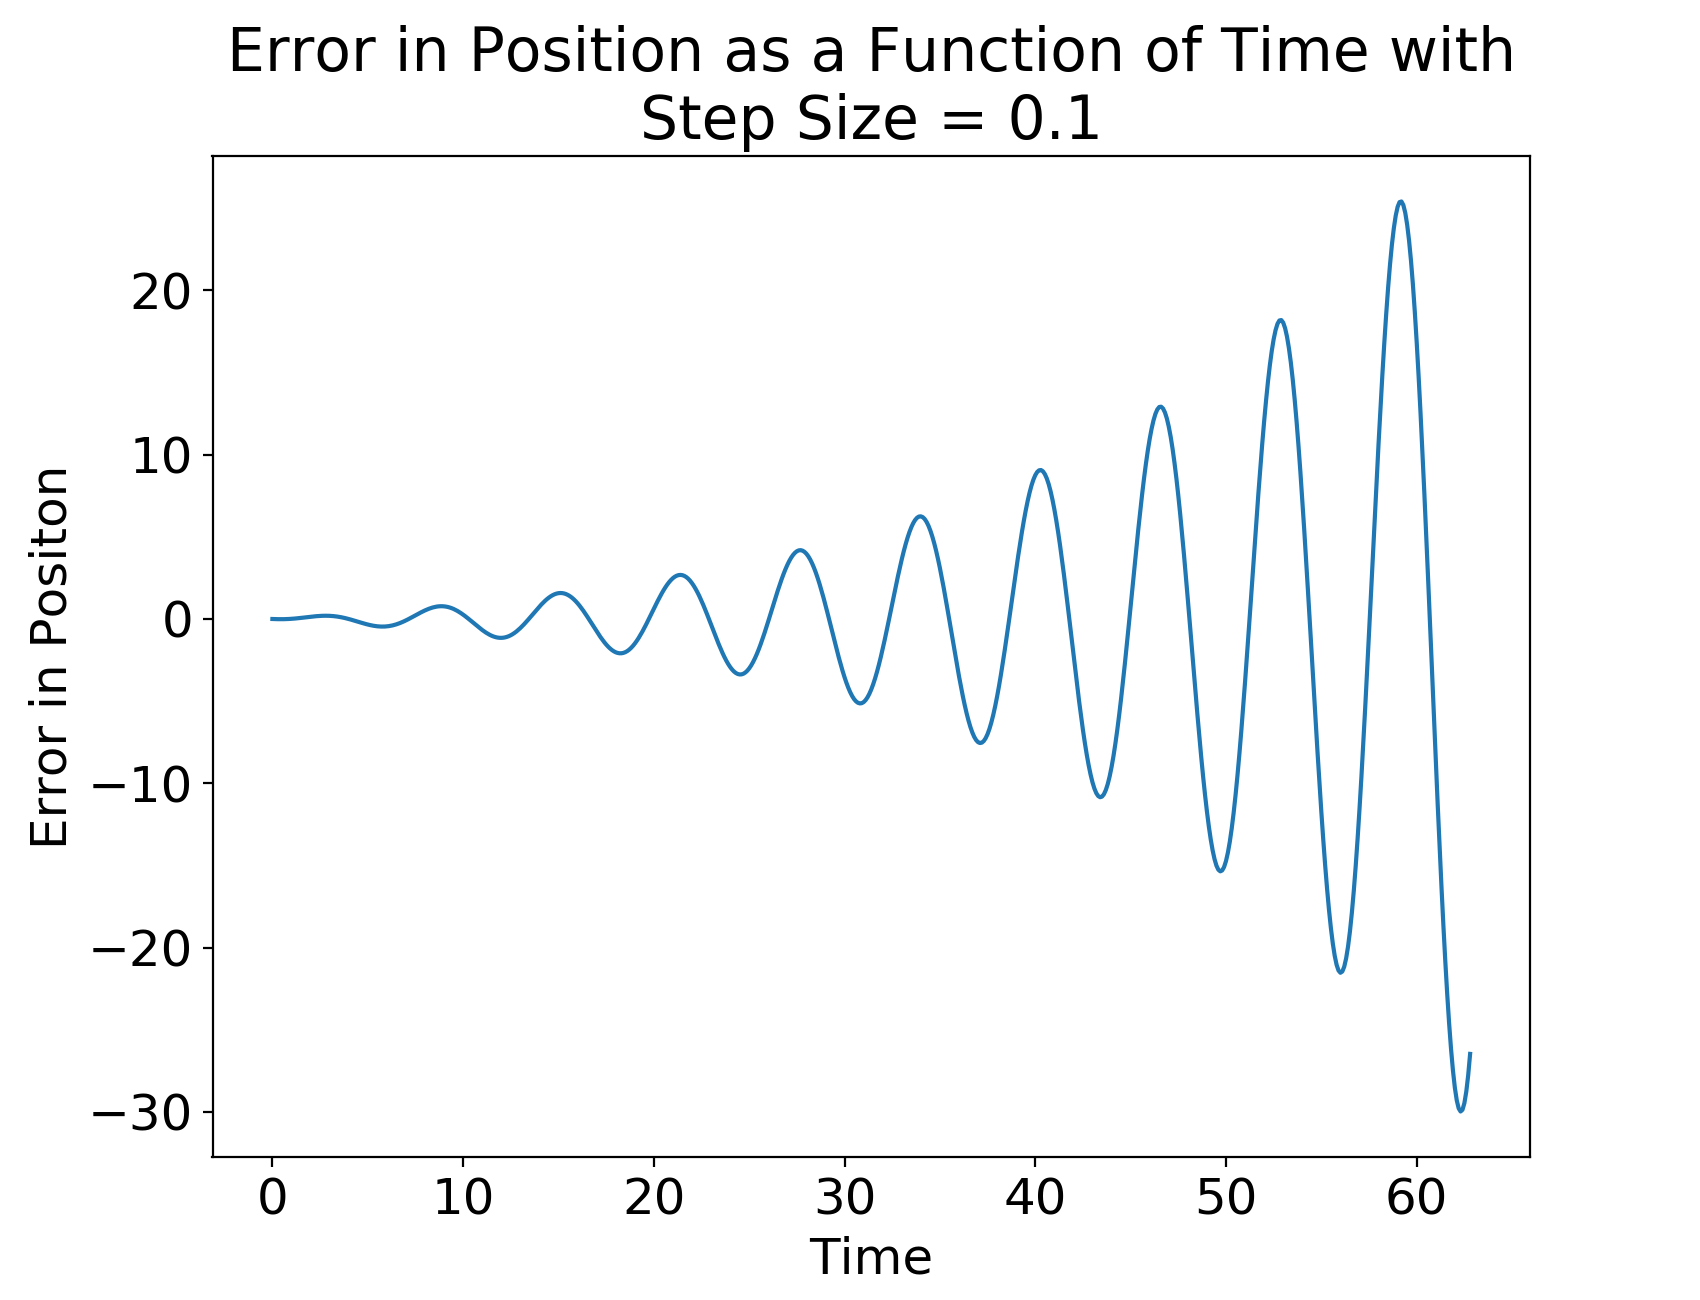 Error in Position as a Function of Time with
Step Size = 0.1
20
10
0
−10
−20
−30
Error in Positon
0 10 20 30 40 50 60
Time